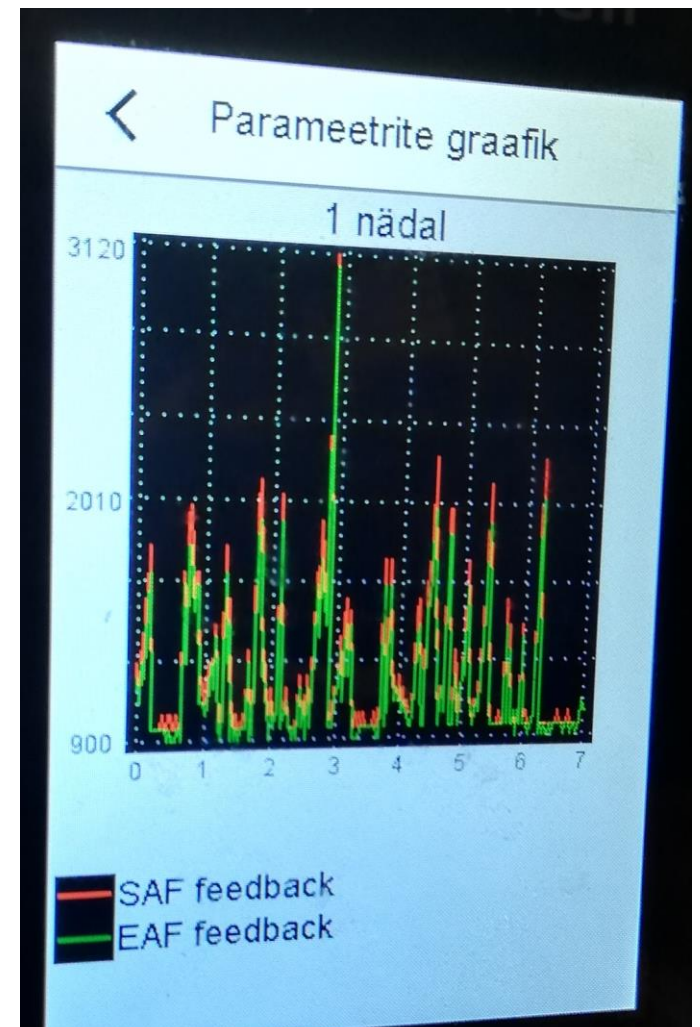 Parameetrite graafik
1 nädal
3120
2010
900
0 1 2 3 4 5 6 7
SAF feedback
EAF feedback